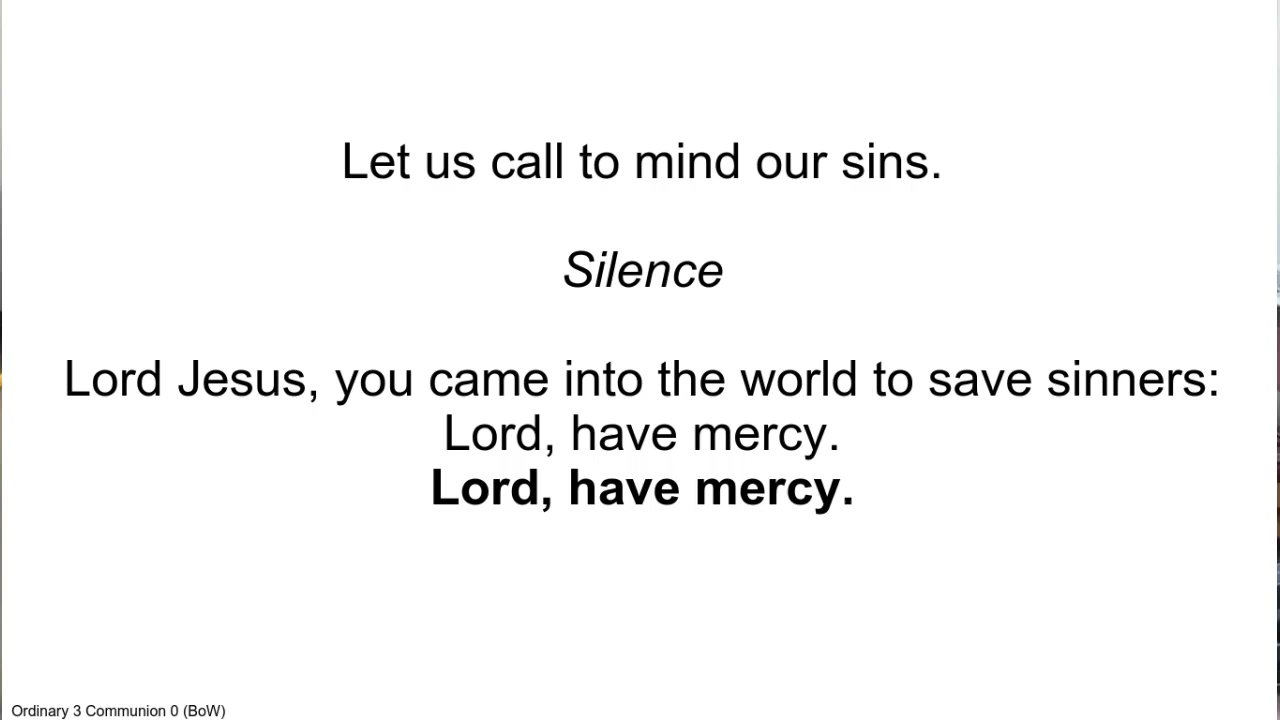 Let us call to mind our sins.
Silence
Lord Jesus, you came into the world to save sinners:
Lord, have mercy.
Lord, have mercy.
Ordinary 3 Communion 0 (BoW)